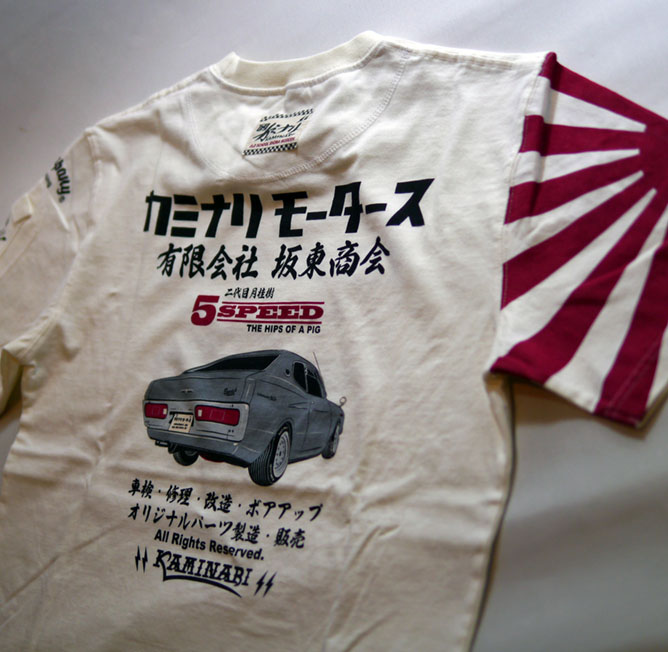 カミナリ モータース
有限会社 坂東商会
二代目月桂樹
5 SPEED
THE HIPS OF A PIG
車検・修理・改造・ボアアップ
オリジナルパーツ製造・販売
All Rights Reserved.
KAMINARI